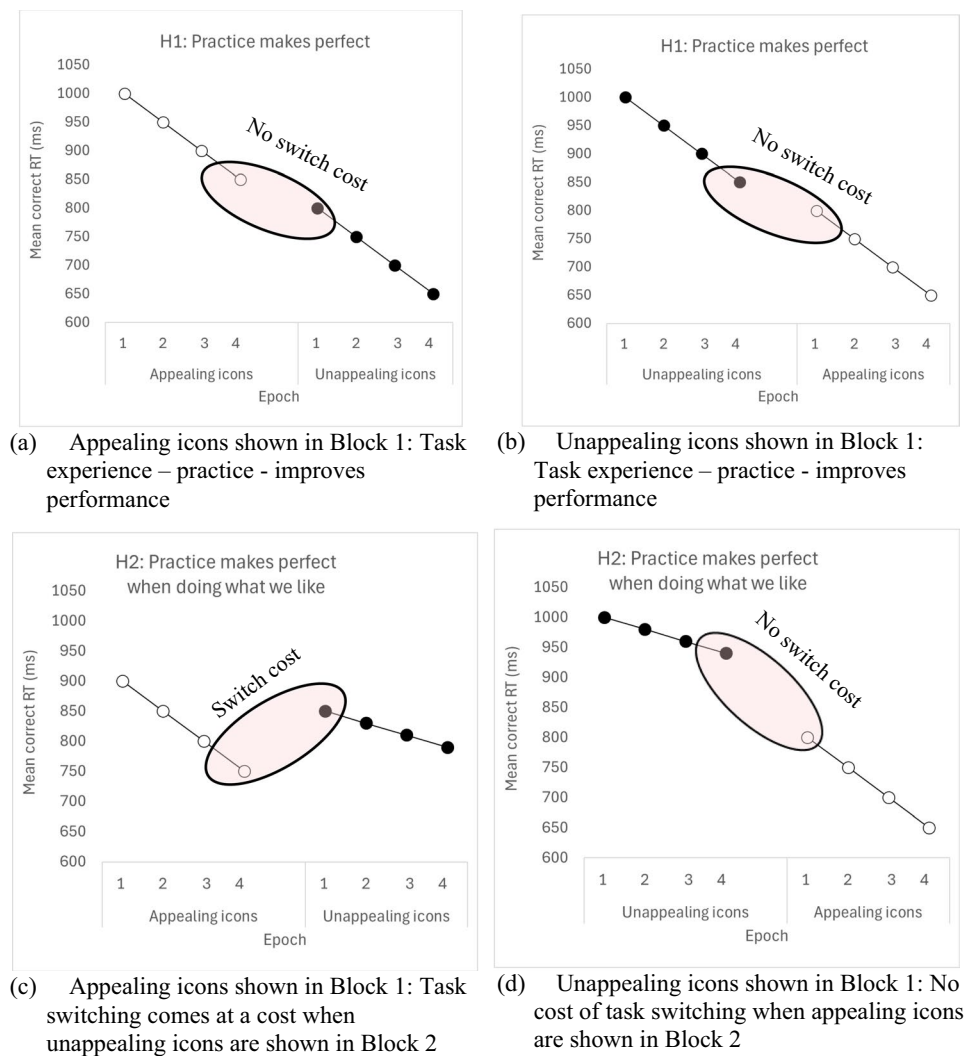 H1: Practice makes perfect
Mean correct RT (ms)
1050
1000
950
900
850
800
750
700
650
600
No switch cost
1 2 3 4 1 2 3 4
Appealing icons Unappealing icons
Epoch
(a) Appealing icons shown in Block 1: Task
experience – practice - improves
performance
H1: Practice makes perfect
Mean correct RT (ms)
1050
1000
950
900
850
800
750
700
650
600
No switch cost
1 2 3 4 1 2 3 4
Unappealing icons Appealing icons
Epoch
(b) Unappealing icons shown in Block 1:
Task experience – practice - improves
performance
H2: Practice makes perfect
when doing what we like
Mean correct RT (ms)
1050
1000
950
900
850
800
750
700
650
600
Switch cost
1 2 3 4 1 2 3 4
Appealing icons Unappealing icons
Epoch
(c) Appealing icons shown in Block 1: Task
switching comes at a cost when
unappealing icons are shown in Block 2
H2: Practice makes perfect
when doing what we like
Mean correct RT (ms)
1050
1000
950
900
850
800
750
700
650
600
No switch cost
1 2 3 4 1 2 3 4
Unappealing icons Appealing icons
Epoch
(d) Unappealing icons shown in Block 1: No
cost of task switching when appealing icons
are shown in Block 2